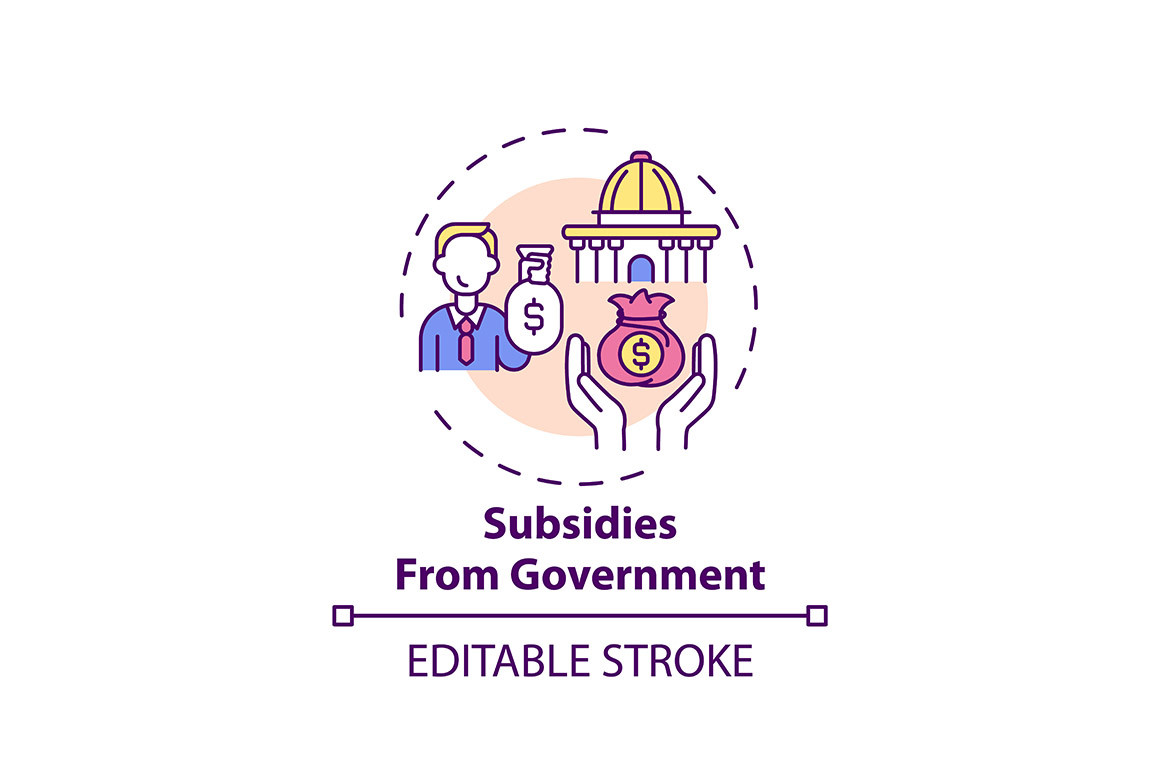 $
$
Subsidies
From Government
EDITABLE STROKE